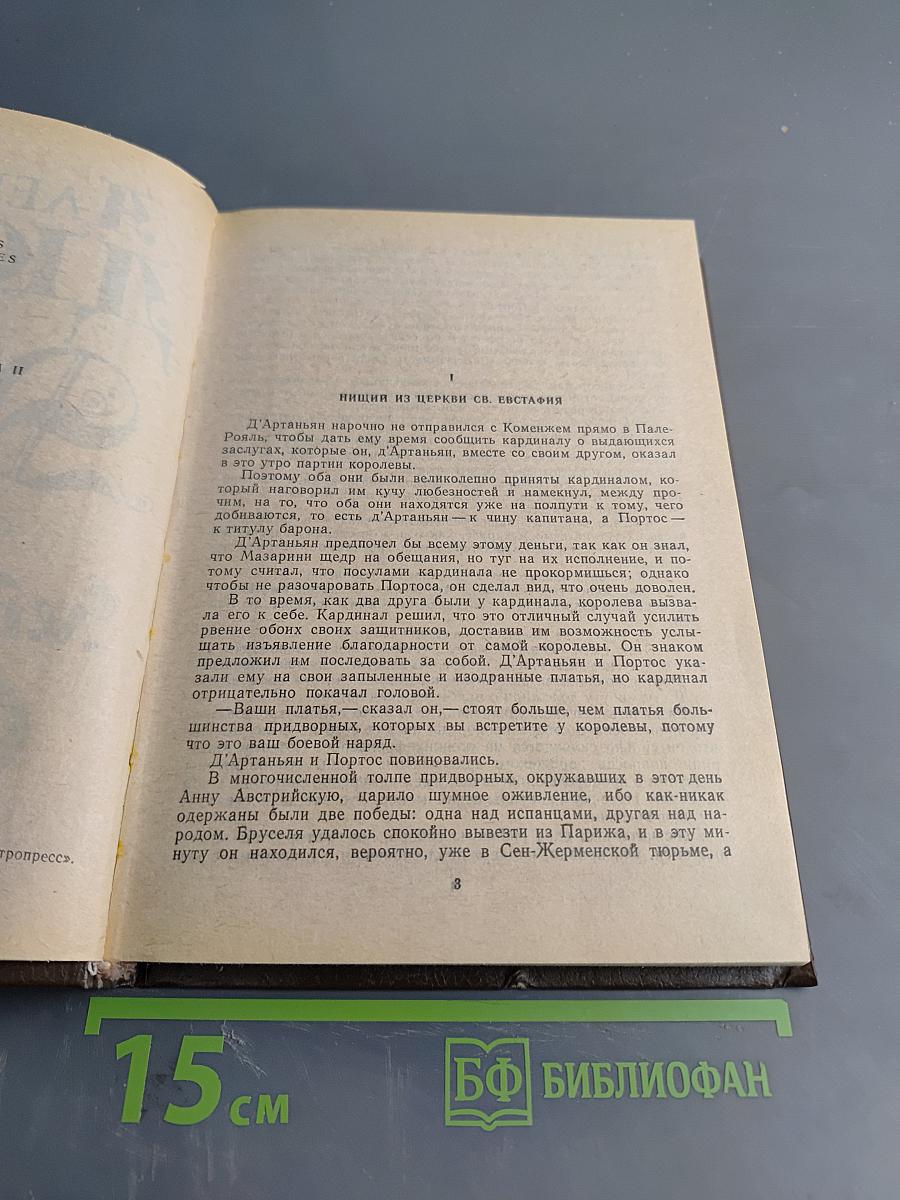 S
ES
II
тропресс».
I
НИЩИЙ ИЗ ЦЕРКВИ СВ. ЕВСТАФИЯ
Д'Артаньян нарочно не отправился с Коменжем прямо в Пале-
Рояль, чтобы дать ему время сообщить кардиналу о выдающихся
заслугах, которые он, д'Артаньян, вместе со своим другом, оказал
в это утро партии королевы.
Поэтому оба они были великолепно приняты кардиналом, ко-
торый наговорил им кучу любезностей и намекнул, между про-
чим, на то, что оба они находятся уже на полпути к тому, чего
добиваются, то есть д'Артаньян — к чину капитана, а Портос —
к титулу барона.
Д'Артаньян предпочел бы всему этому деньги, так как он знал,
что Мазарини щедр на обещания, но туг на их исполнение, и по-
тому считал, что посулами кардинала не прокормишься; однако
чтобы не разочаровать Портоса, он сделал вид, что очень доволен.
В то время, как два друга были у кардинала, королева вызва-
ла его к себе. Кардинал решил, что это отличный случай усилить
рвение обоих своих защитников, доставив им возможность услы-
щать изъявление благодарности от самой королевы. Он знаком
предложил им последовать за собой. Д'Артаньян и Портос ука-
зали ему на свои запыленные и изодранные платья, но кардинал
отрицательно покачал головой.
—Ваши платья,— сказал он,— стоят больше, чем платья боль-
шинства придворных, которых вы встретите у королевы, потому
что это ваш боевой наряд.
Д'Артаньян и Портос повиновались.
В многочисленной толпе придворных, окружавших в этот день
Анну Австрийскую, царило шумное оживление, ибо как-никак
одержаны были две победы: одна над испанцами, другая над на-
родом. Бруселя удалось спокойно вывезти из Парижа, и в эту ми-
нуту он находился, вероятно, уже в Сен-Жерменской тюрьме, а
3
15 см
БФ БИБЛИОФАН